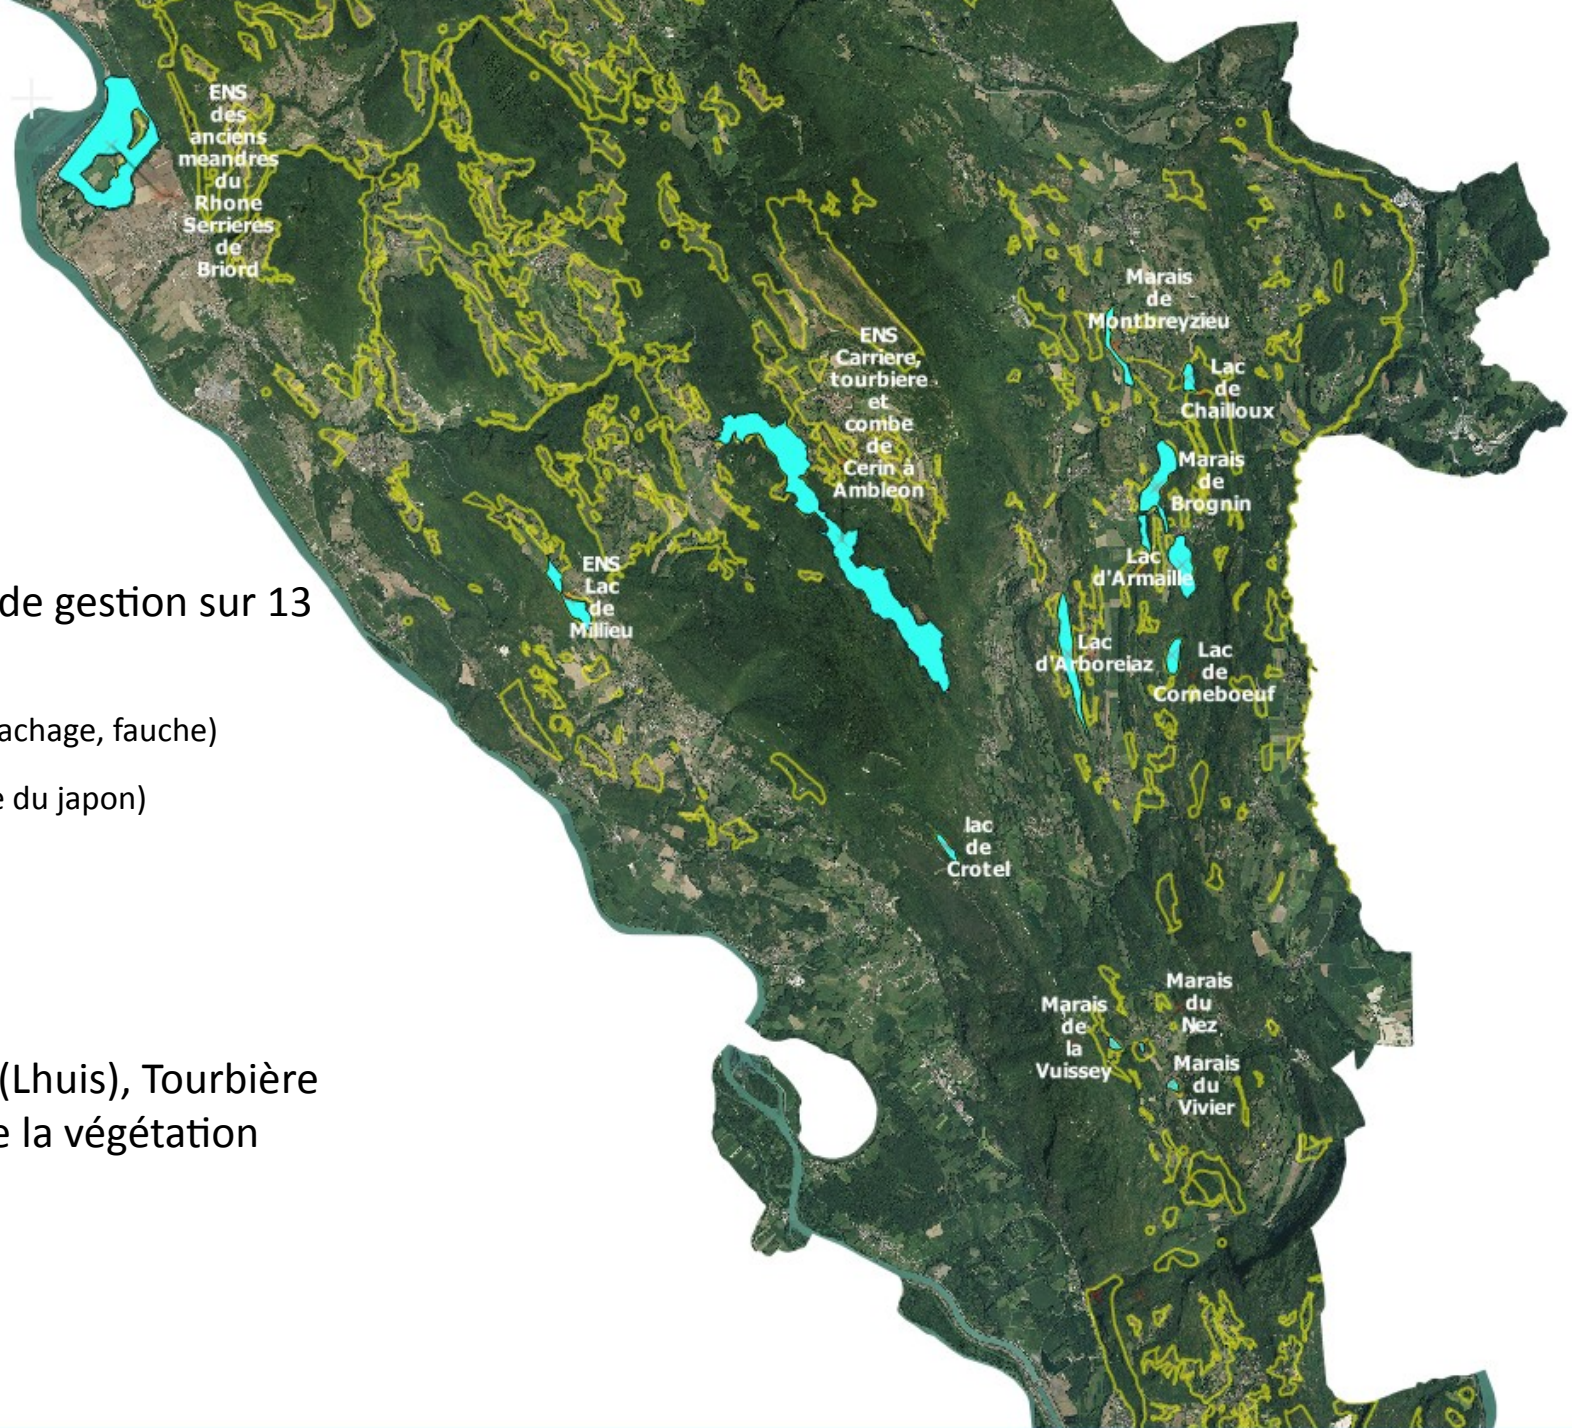 ENS
des
anciens
meandres
du
Rhone
Serrieres
de
Briord
Marais
de
Montbreyzieu
ENS
Carriere,
tourbiere
et
combe
de
Cerin à
Ambleon
Lac
de
Chailloux
Marais
de
Brognin
Lac
d'Armaille
ENS
Lac
de
Millieu
de gestion sur 13
Lac
d'Arboreiaz
Lac
de
Corneboeuf
achage, fauche)
e du japon)
lac
de
Crotel
Marais
du
Nez
Marais
de
la
Vuissey
Marais
du
Vivier
(Lhuis), Tourbière
e la végétation